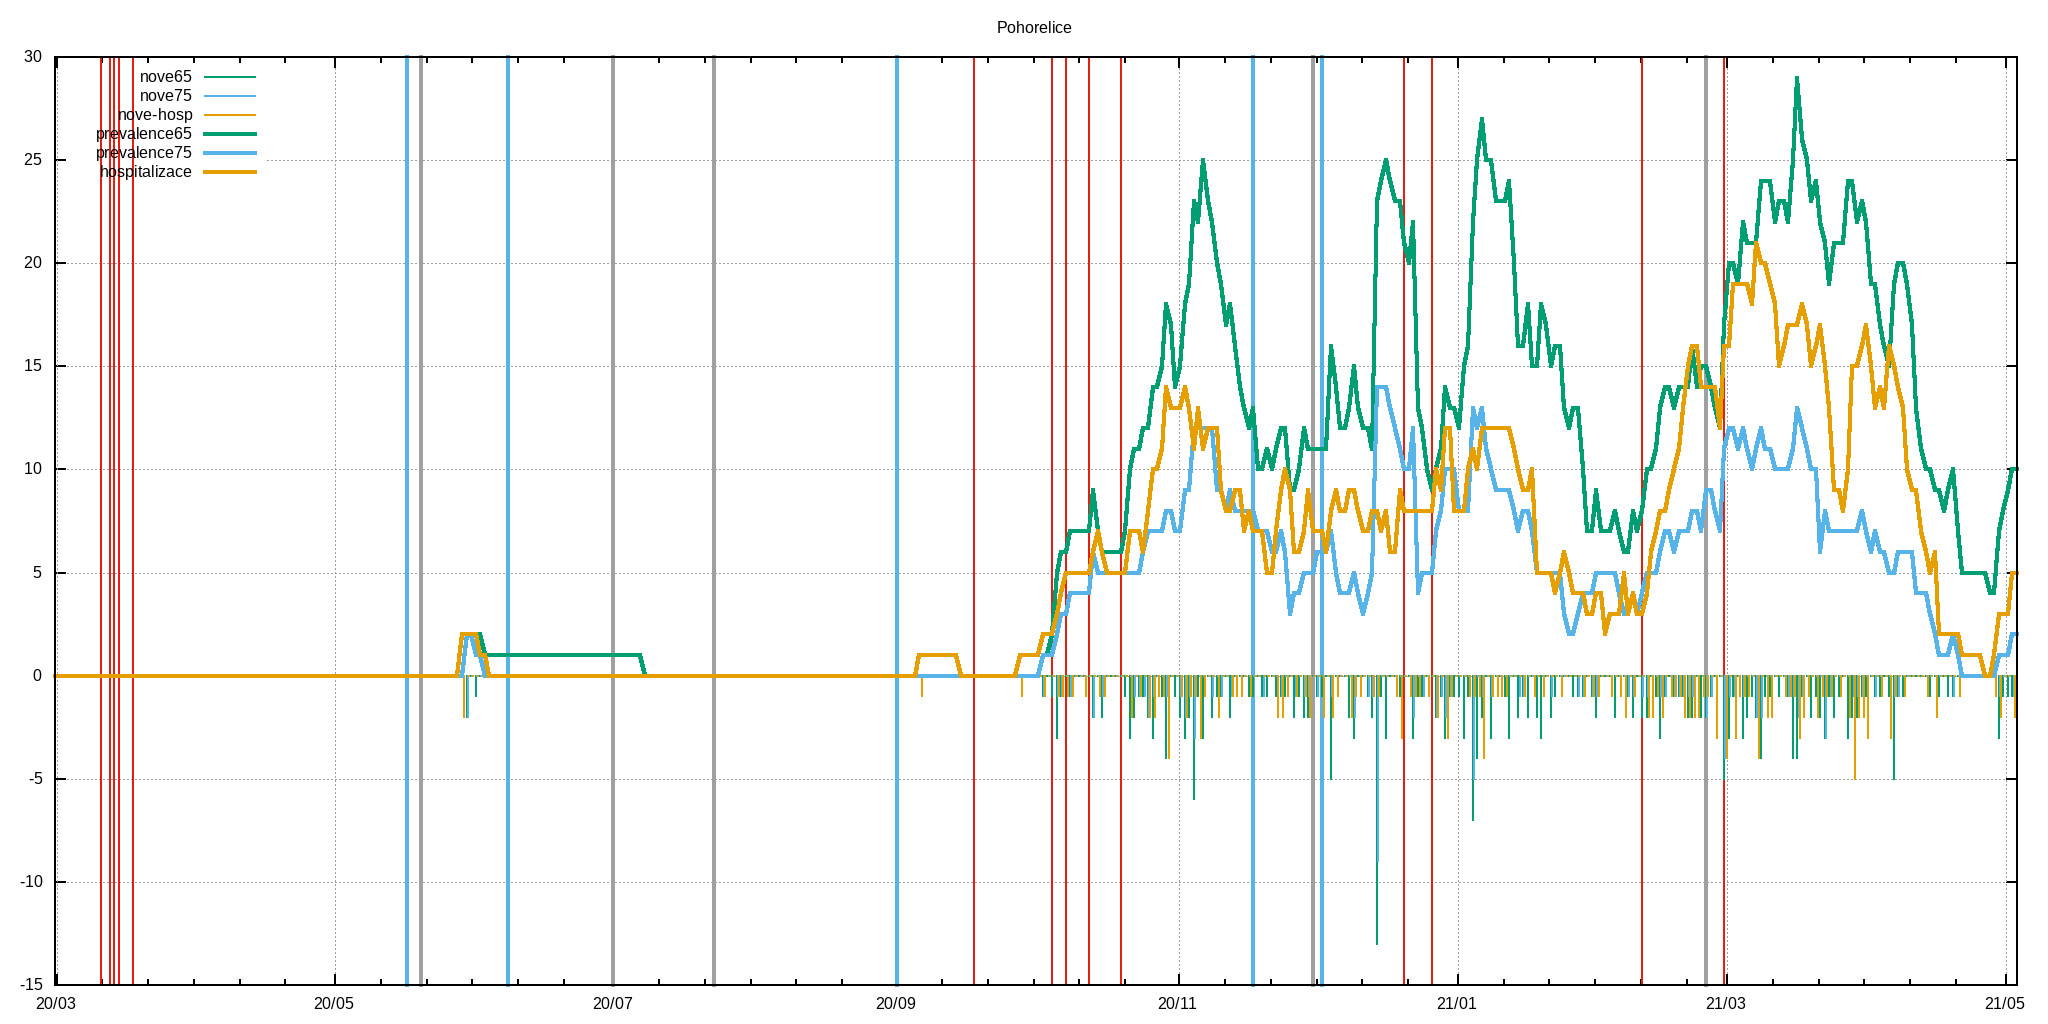 Pohorelice
30
25
20
15
10
5
0
-5
-10
-15
nove65
nove75
nove-hosp
prevalence65
prevalence75
hospitalizace
20/03 20/05 20/07 20/09 20/11 21/01 21/03 21/05